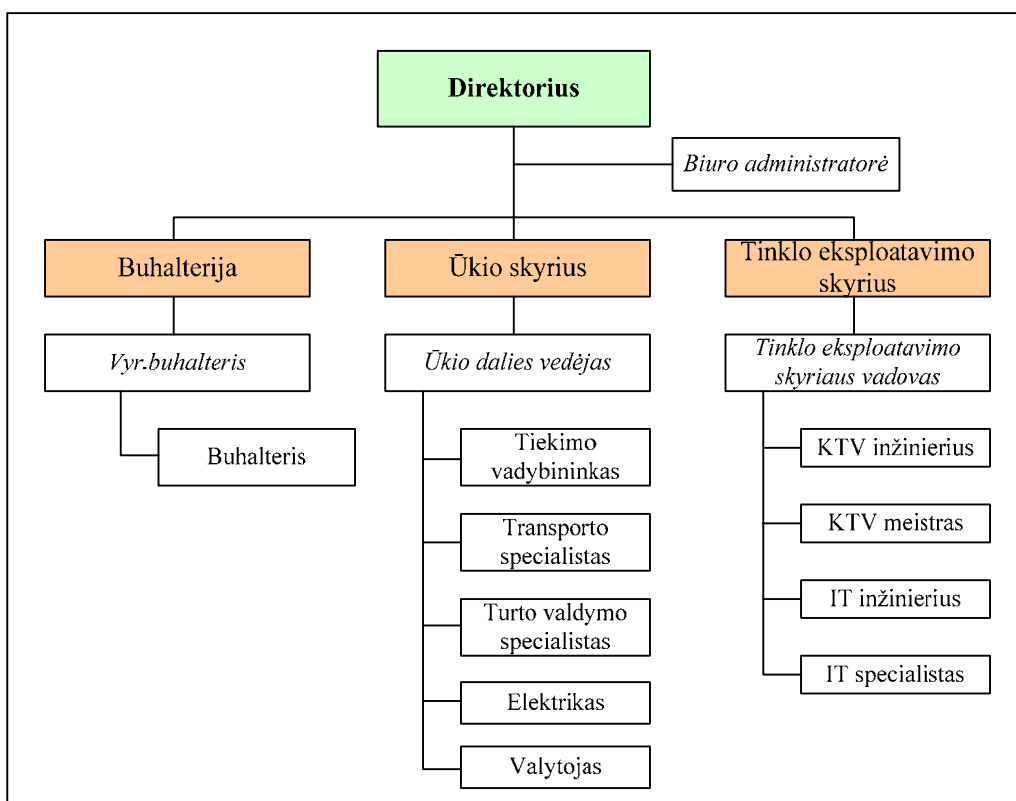 Direktorius
Biuro administratorė
Buhalterija
Ūkio skyrius
Tinklo eksploatavimo
skyrius
Vyr.buhalteris
Ūkio dalies vedėjas
Tinklo eksploatavimo
skyriaus vadovas
Buhalteris
Tiekimo
vadybininkas
Transporto
specialistas
Turto valdymo
specialistas
Elektrikas
Valytojas
KTV inžinierius
KTV meistras
IT inžinierius
IT specialistas